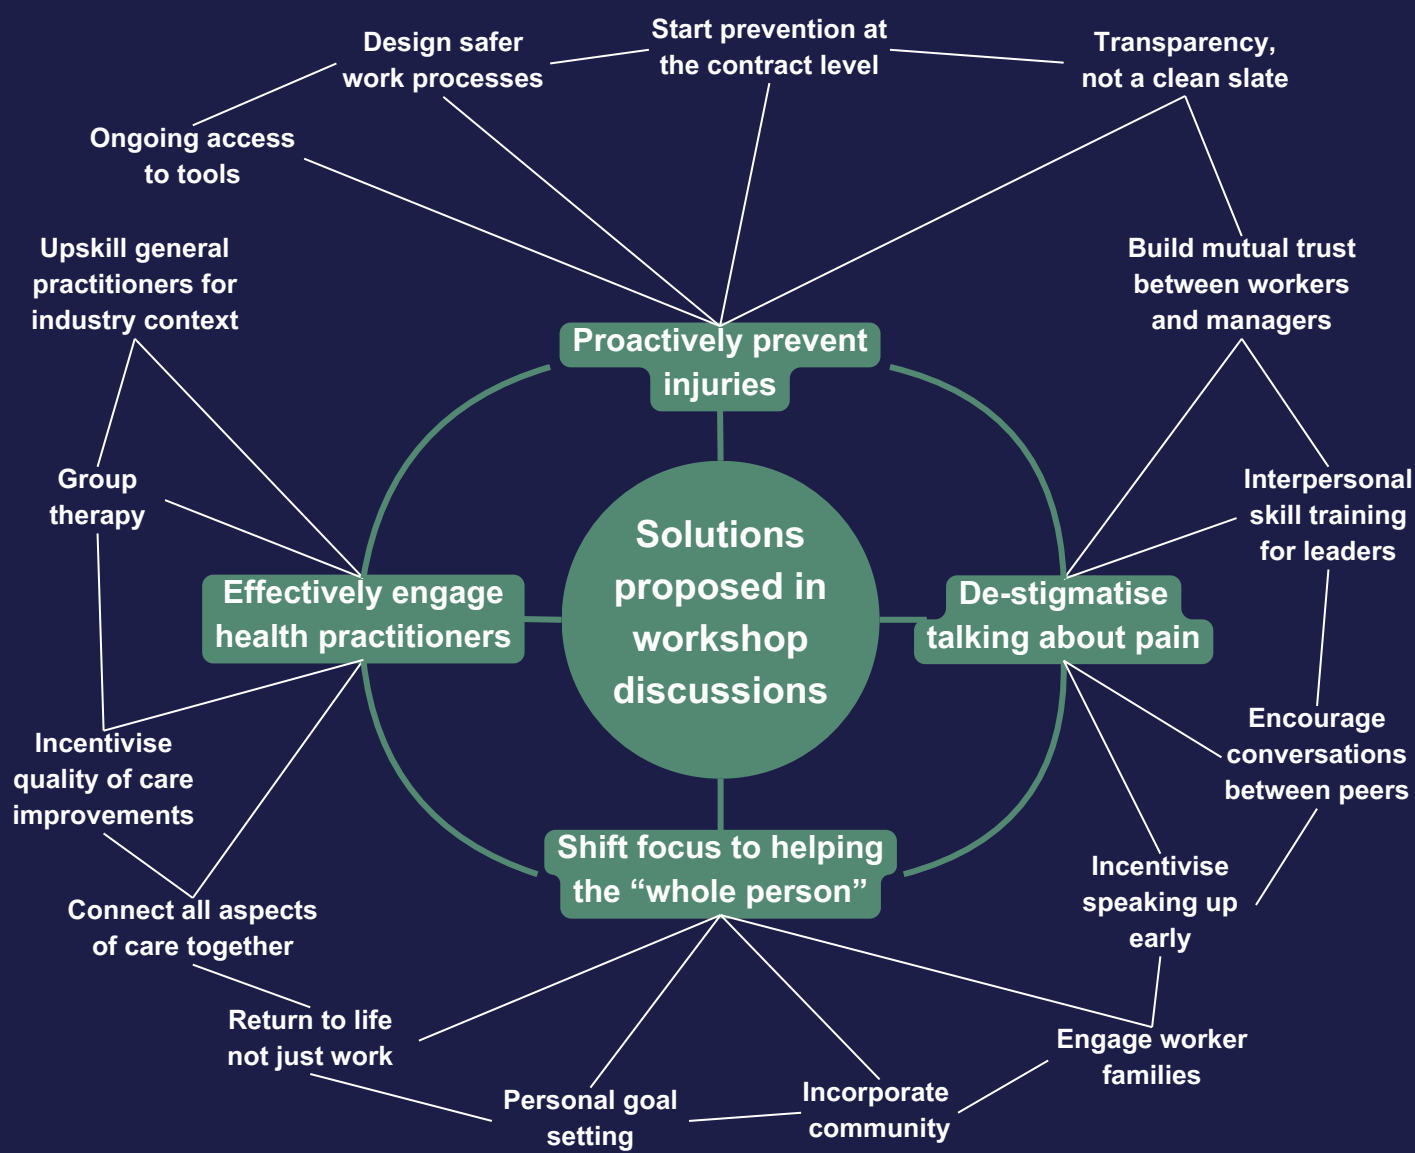 Design safer
work processes
Start prevention at
the contract level
Transparency,
not a clean slate
Ongoing access
to tools
Upskill general
practitioners for
industry context
Build mutual trust
between workers
and managers
Proactively prevent
injuries
Group
therapy
Interpersonal
skill training
for leaders
Solutions
proposed in
workshop
discussions
Effectively engage
health practitioners
De-stigmatise
talking about pain
Incentivise
quality of care
improvements
Encourage
conversations
between peers
Shift focus to helping
the “whole person”
Incentivise
speaking up
early
Connect all aspects
of care together
Return to life
not just work
Engage worker
families
Personal goal
setting
Incorporate
community